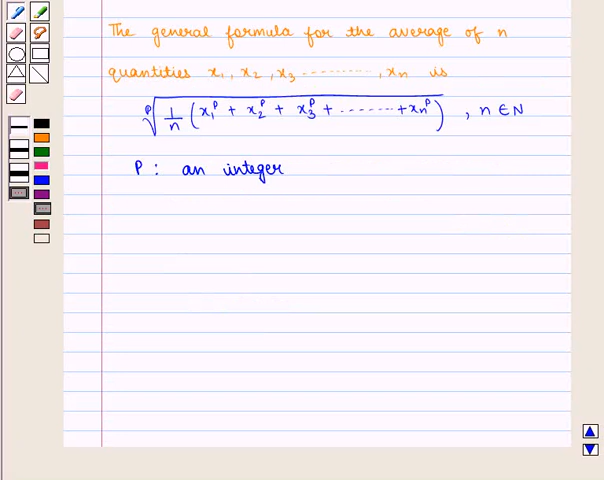 The general formula for the average of n
quantities x₁, x₂, x₃ ............, xₙ is
ᵖ√(1/n (x₁ᵖ + x₂ᵖ + x₃ᵖ + ........ + xₙᵖ)) , n ∈ N
P : an integer